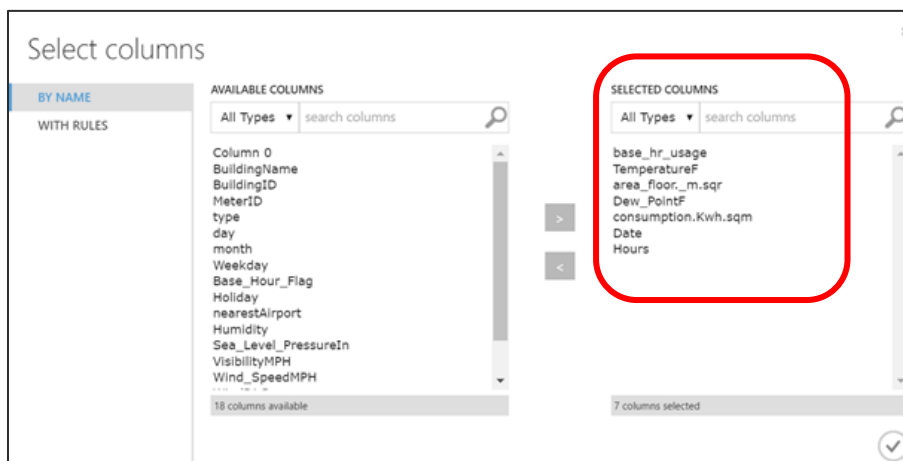 Select columns
BY NAME
WITH RULES
AVAILABLE COLUMNS
All Types ▼ search columns
Column 0
BuildingName
BuildingID
MeterID
type
day
month
Weekday
Base_Hour_Flag
Holiday
nearestAirport
Humidity
Sea_Level_PressureIn
VisibilityMPH
Wind_SpeedMPH
18 columns available
>
<
SELECTED COLUMNS
All Types ▼ search columns
base_hr_usage
TemperatureF
area_floor._m.sqr
Dew_PointF
consumption.Kwh.sqm
Date
Hours
7 columns selected